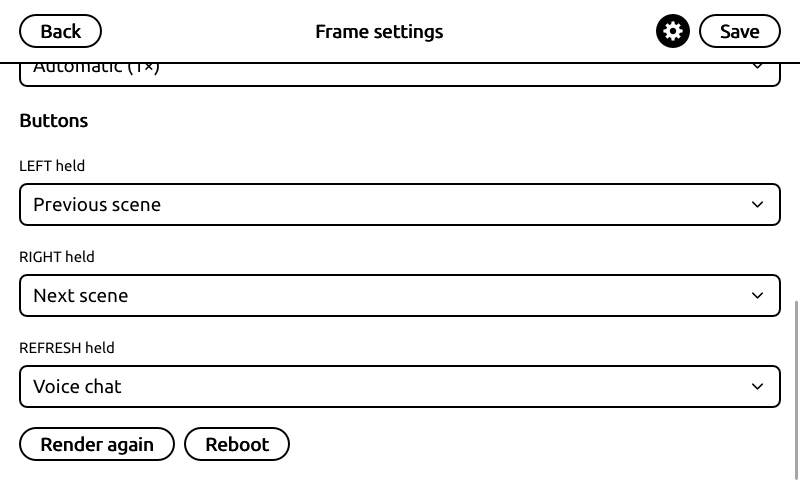 Back
Frame settings
Save
Automatic (1×)
Buttons
LEFT held
Previous scene
RIGHT held
Next scene
REFRESH held
Voice chat
Render again
Reboot